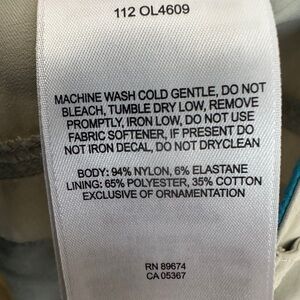 112 OL4609
MACHINE WASH COLD GENTLE, DO NOT
BLEACH, TUMBLE DRY LOW, REMOVE
PROMPTLY, IRON LOW, DO NOT USE
FABRIC SOFTENER, IF PRESENT DO
NOT IRON DECAL, DO NOT DRYCLEAN
BODY: 94% NYLON, 6% ELASTANE
LINING: 65% POLYESTER, 35% COTTON
EXCLUSIVE OF ORNAMENTATION
RN 89674
CA 05367